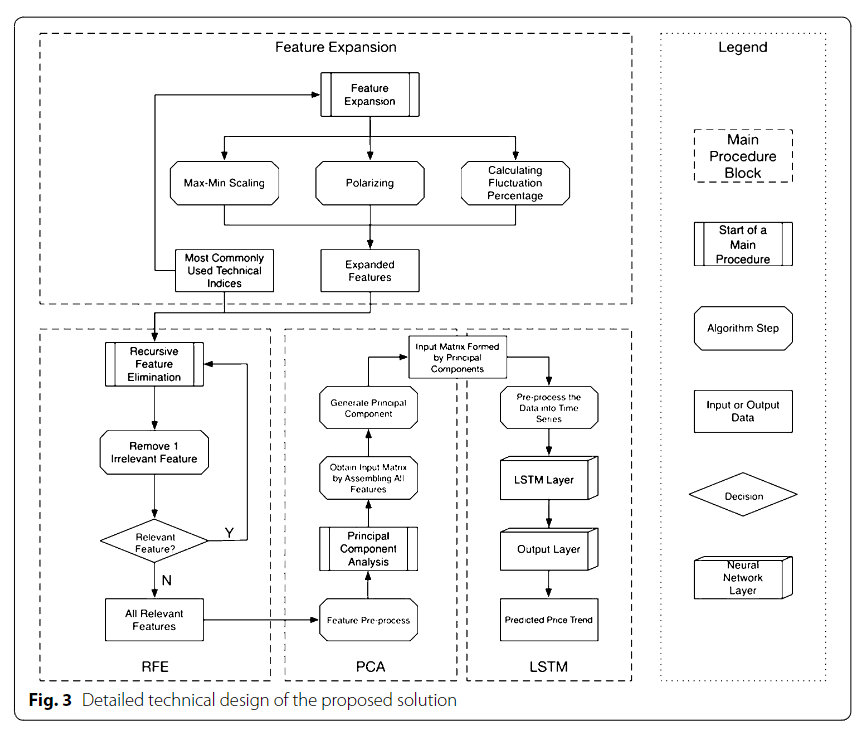 Feature Expansion
Feature
Expansion
Max-Min Scaling
Polarizing
Calculating
Fluctuation
Percentage
Most Commonly
Used Technical
Indices
Expanded
Features
Recursive
Feature
Elimination
Remove 1
Irrelevant Feature
Relevant
Feature?
Y
N
All Relevant
Features
RFE
Input Matrix Formed
by Principal
Components
Generate Principal
Component
Obtain Input Matrix
by Assembling All
Features
Principal
Component
Analysis
Feature Pre-process
PCA
Pre-process the
Data into Time
Series
LSTM Layer
Output Layer
Predicted Price Trend
LSTM
Legend
Main
Procedure
Block
Start of a
Main
Procedure
Algorithm Step
Input or Output
Data
Decision
Neural
Network
Layer
Fig. 3 Detailed technical design of the proposed solution